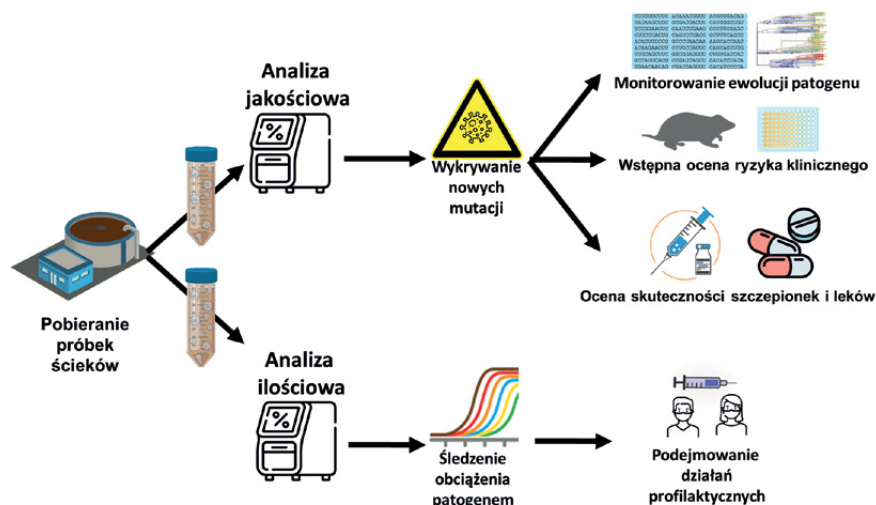 Analiza
jakościowa
Wykrywanie
nowych
mutacji
Monitorowanie ewolucji patogenu
Wstępna ocena ryzyka klinicznego
Ocena skuteczności szczepionek i leków
Pobieranie
próbek
ścieków
Analiza
ilościowa
Śledzenie
obciążenia
patogenem
Podejmowanie
działań
profilaktycznych